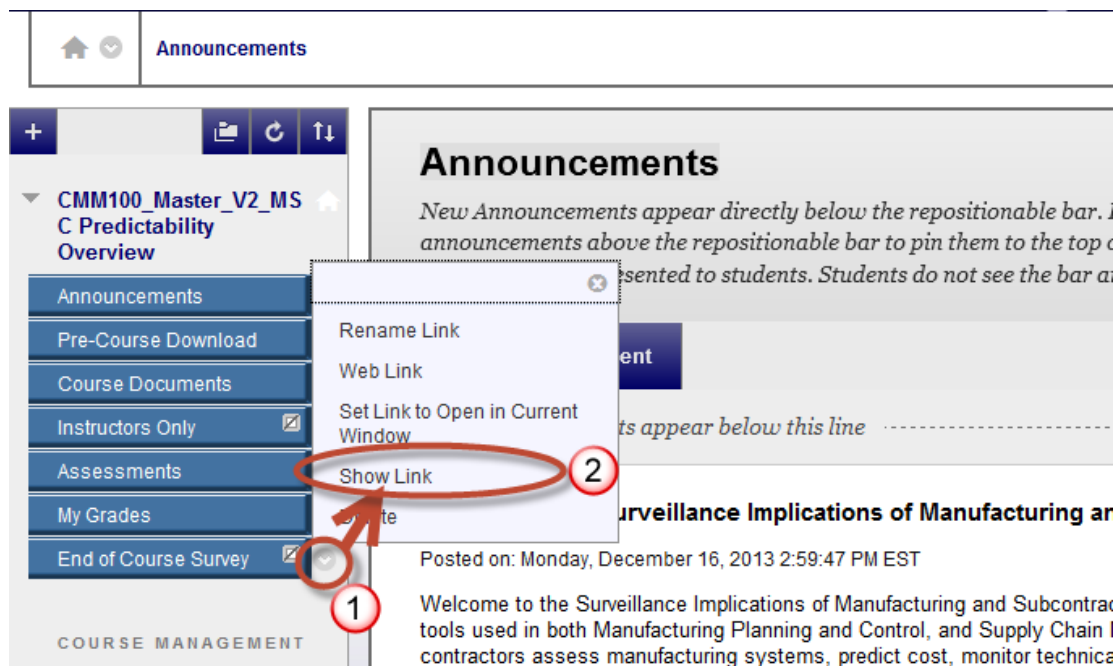 Announcements
+
CMM100_Master_V2_MS
C Predictability
Overview
Announcements
Pre-Course Download
Course Documents
Instructors Only
Assessments
My Grades
End of Course Survey
COURSE MANAGEMENT
Rename Link
Web Link
Set Link to Open in Current
Window
Show Link
1
2
Announcements
New Announcements appear directly below the repositionable bar.
announcements above the repositionable bar to pin them to the top
sented to students. Students do not see the bar
ent
ts appear below this line
urveillance Implications of Manufacturing
Posted on: Monday, December 16, 2013 2:59:47 PM EST
Welcome to the Surveillance Implications of Manufacturing and Subcontrac
tools used in both Manufacturing Planning and Control, and Supply Chain
contractors assess manufacturing systems, predict cost, monitor technica